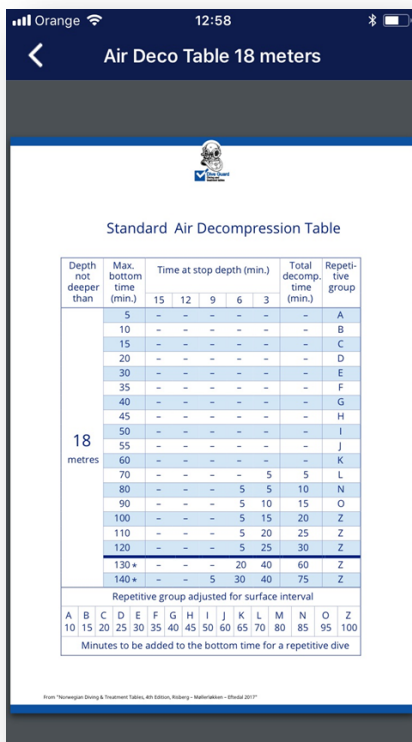 Orange 12:58
Air Deco Table 18 meters
Dive Guard
Standard Air Decompression Table
Depth not deeper than Max. bottom time (min.) Time at stop depth (min.) 15 12 9 6 3 Total decomp. time (min.) Repeti-tive group
18 metres
5 – – – – – – A
10 – – – – – – B
15 – – – – – – C
20 – – – – – – D
30 – – – – – – E
35 – – – – – – F
40 – – – – – – G
45 – – – – – – H
50 – – – – – – I
55 – – – – – – J
60 – – – – – – K
70 – – – – 5 5 L
80 – – – 5 5 10 N
90 – – – 5 10 15 O
100 – – – 5 15 20 Z
110 – – – 5 20 25 Z
120 – – – 5 25 30 Z
130* – – – 20 40 60 Z
140* – – 5 30 40 75 Z
Repetitive group adjusted for surface interval
A B C D E F G H I J K L M N O Z
10 15 20 25 30 35 40 45 50 60 65 70 80 85 95 100
Minutes to be added to the bottom time for a repetitive dive
From "Norwegian Diving & Treatment Tables, 4th Edition, Risberg – Møllerløkken – Eftedal 2017"